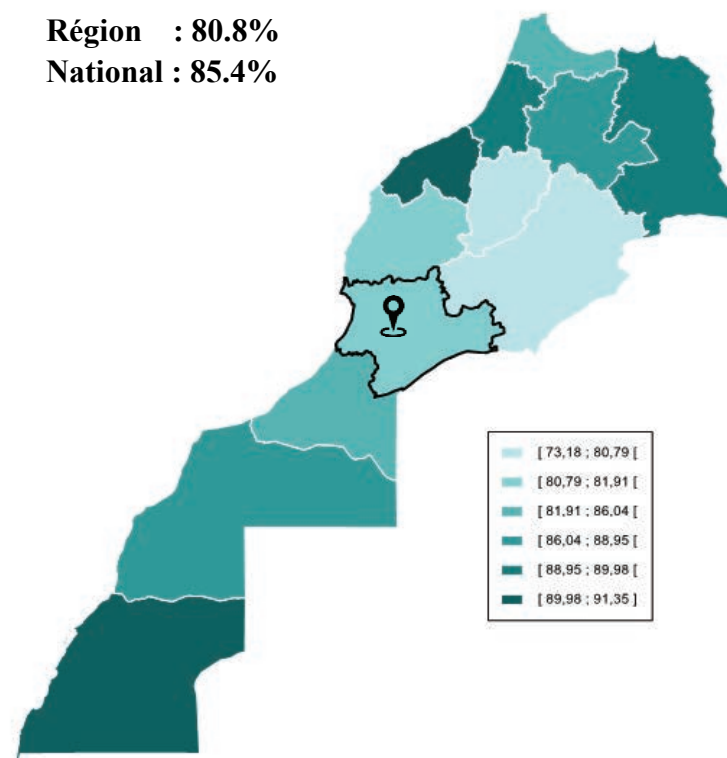 Région : 80.8%
National : 85.4%
[ 73,18 ; 80,79 [
[ 80,79 ; 81,91 [
[ 81,91 ; 86,04 [
[ 86,04 ; 88,95 [
[ 88,95 ; 89,98 [
[ 89,98 ; 91,35 ]